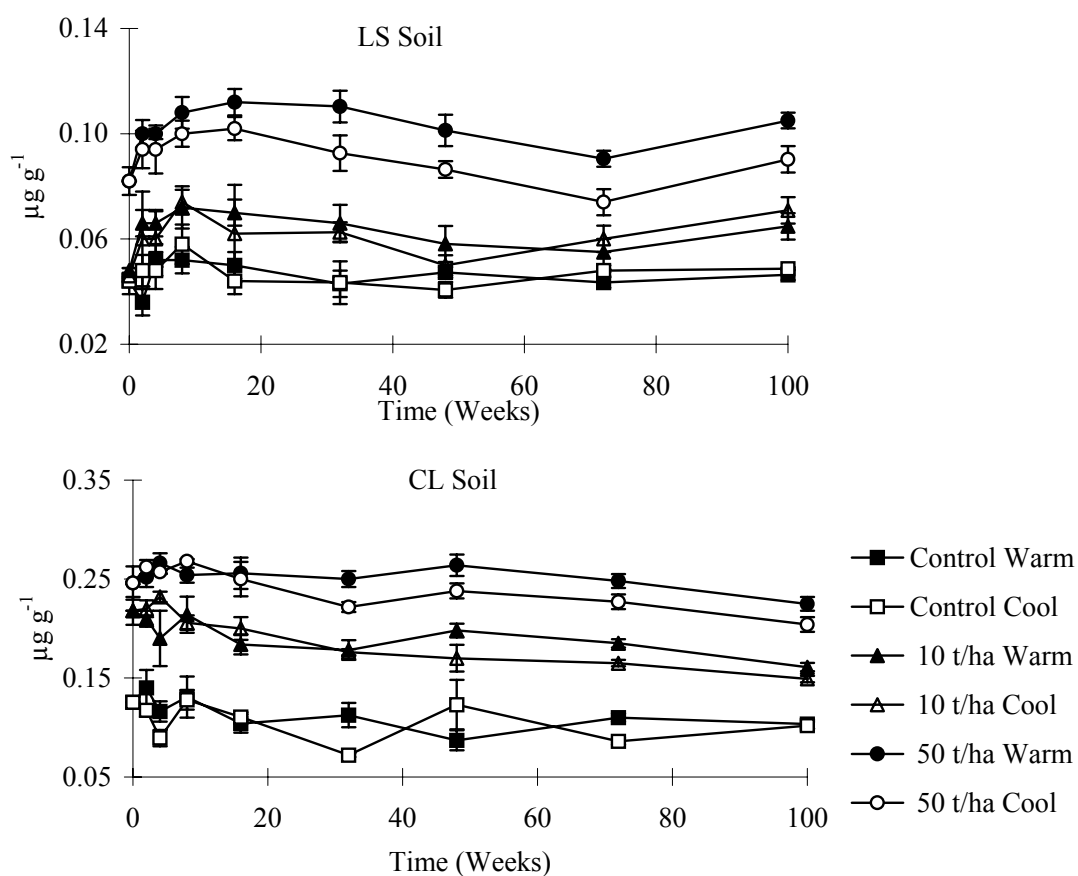 LS Soil
0.14
0.10
0.06
0.02
µg g-1
0 20 40 60 80 100
Time (Weeks)
CL Soil
0.35
0.25
0.15
0.05
µg g-1
0 20 40 60 80 100
Time (Weeks)
Control Warm
Control Cool
10 t/ha Warm
10 t/ha Cool
50 t/ha Warm
50 t/ha Cool